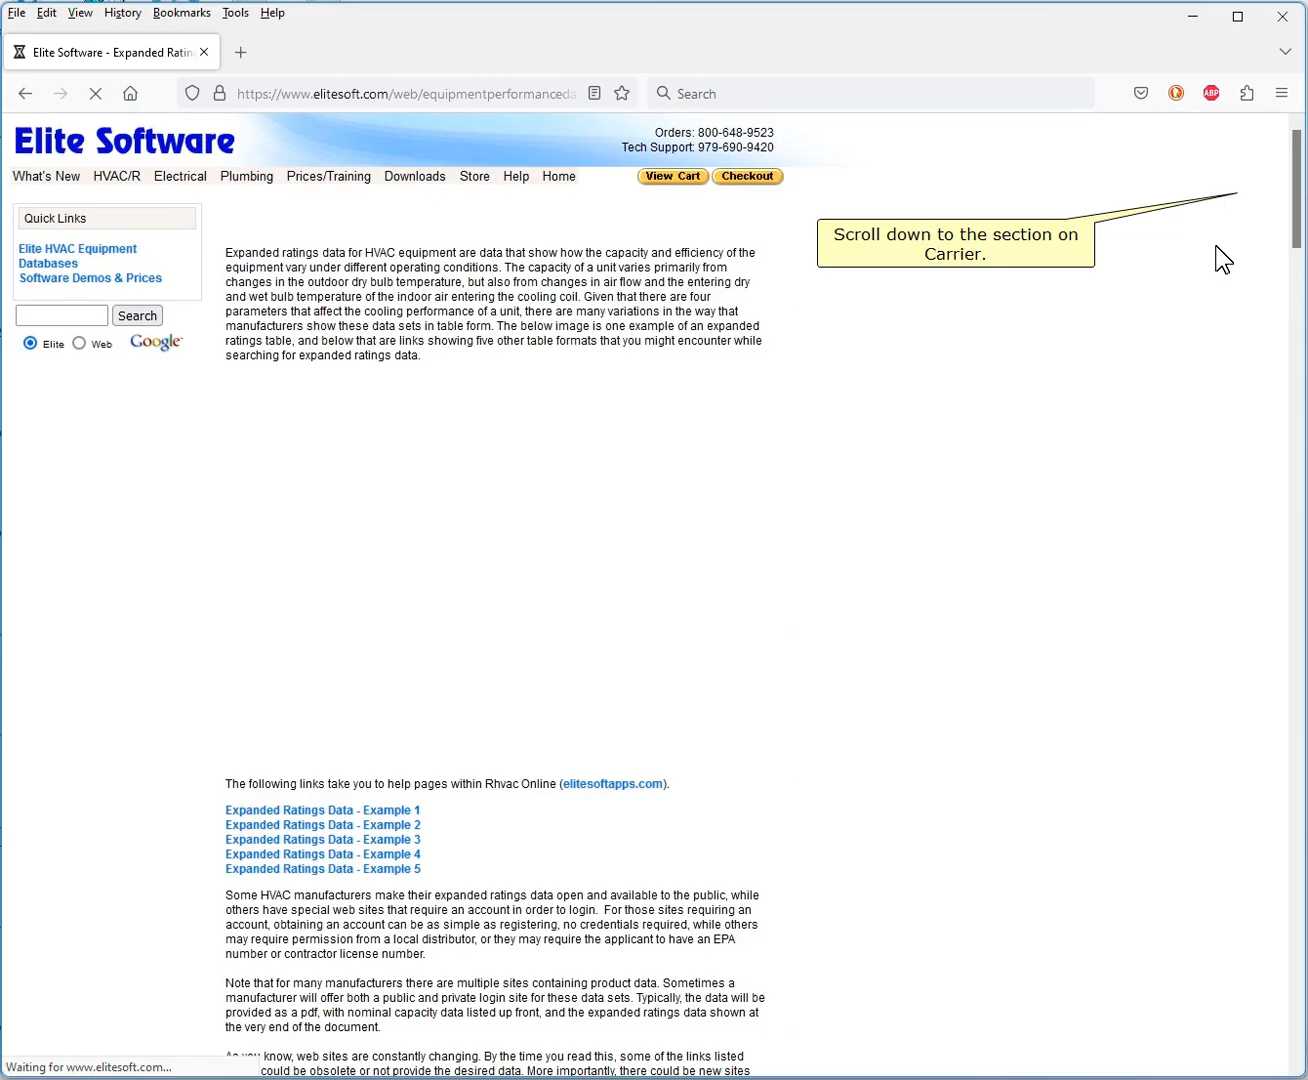 File Edit View History Bookmarks Tools Help
Elite Software - Expanded Ratin
https://www.elitesoft.com/web/equipmentperformanceda
Search
ABP
Elite Software
Orders: 800-648-9523
Tech Support: 979-690-9420
What's New HVAC/R Electrical Plumbing Prices/Training Downloads Store Help Home View Cart Checkout
Quick Links
Elite HVAC Equipment
Databases
Software Demos & Prices
Search
Elite Web Google
Scroll down to the section on
Carrier.
Expanded ratings data for HVAC equipment are data that show how the capacity and efficiency of the
equipment vary under different operating conditions. The capacity of a unit varies primarily from
changes in the outdoor dry bulb temperature, but also from changes in air flow and the entering dry
and wet bulb temperature of the indoor air entering the cooling coil. Given that there are four
parameters that affect the cooling performance of a unit, there are many variations in the way that
manufacturers show these data sets in table form. The below image is one example of an expanded
ratings table, and below that are links showing five other table formats that you might encounter while
searching for expanded ratings data.
The following links take you to help pages within Rhvac Online (elitesoftapps.com).
Expanded Ratings Data - Example 1
Expanded Ratings Data - Example 2
Expanded Ratings Data - Example 3
Expanded Ratings Data - Example 4
Expanded Ratings Data - Example 5
Some HVAC manufacturers make their expanded ratings data open and available to the public, while
others have special web sites that require an account in order to login. For those sites requiring an
account, obtaining an account can be as simple as registering, no credentials required, while others
may require permission from a local distributor, or they may require the applicant to have an EPA
number or contractor license number.
Note that for many manufacturers there are multiple sites containing product data. Sometimes a
manufacturer will offer both a public and private login site for these data sets. Typically, the data will be
provided as a pdf, with nominal capacity data listed up front, and the expanded ratings data shown at
the very end of the document.
As you know, web sites are constantly changing. By the time you read this, some of the links listed
could be obsolete or not provide the desired data. More importantly, there could be new sites
Waiting for www.elitesoft.com...